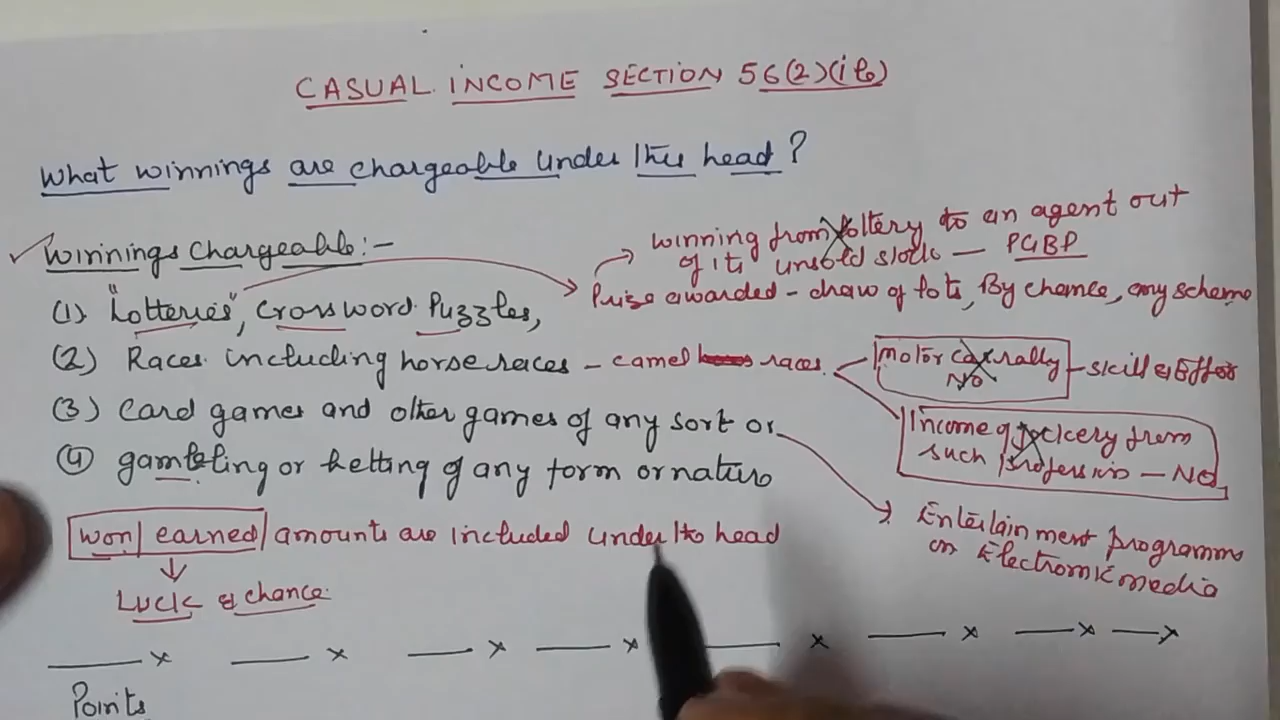 CASUAL INCOME SECTION 56(2)(ib)
What winnings are chargeable under this head?
Winnings Chargeable:-
(1) "Lotteries", Crossword Puzzles,
(2) Races including horse races - camel races
(3) Card games and other games of any sort or
(4) gambling or betting of any form or nature
won/earned/amounts are included under the head
Luck & chance
Points
Winning from lottery to an agent out
of its unsold stock — PGBP
Prize awarded - draw of lots, By chance, any scheme
motor car rally - skill & Effor
No
Income of jockery from
such profession — NO
Entertainment programm
on Electronic media